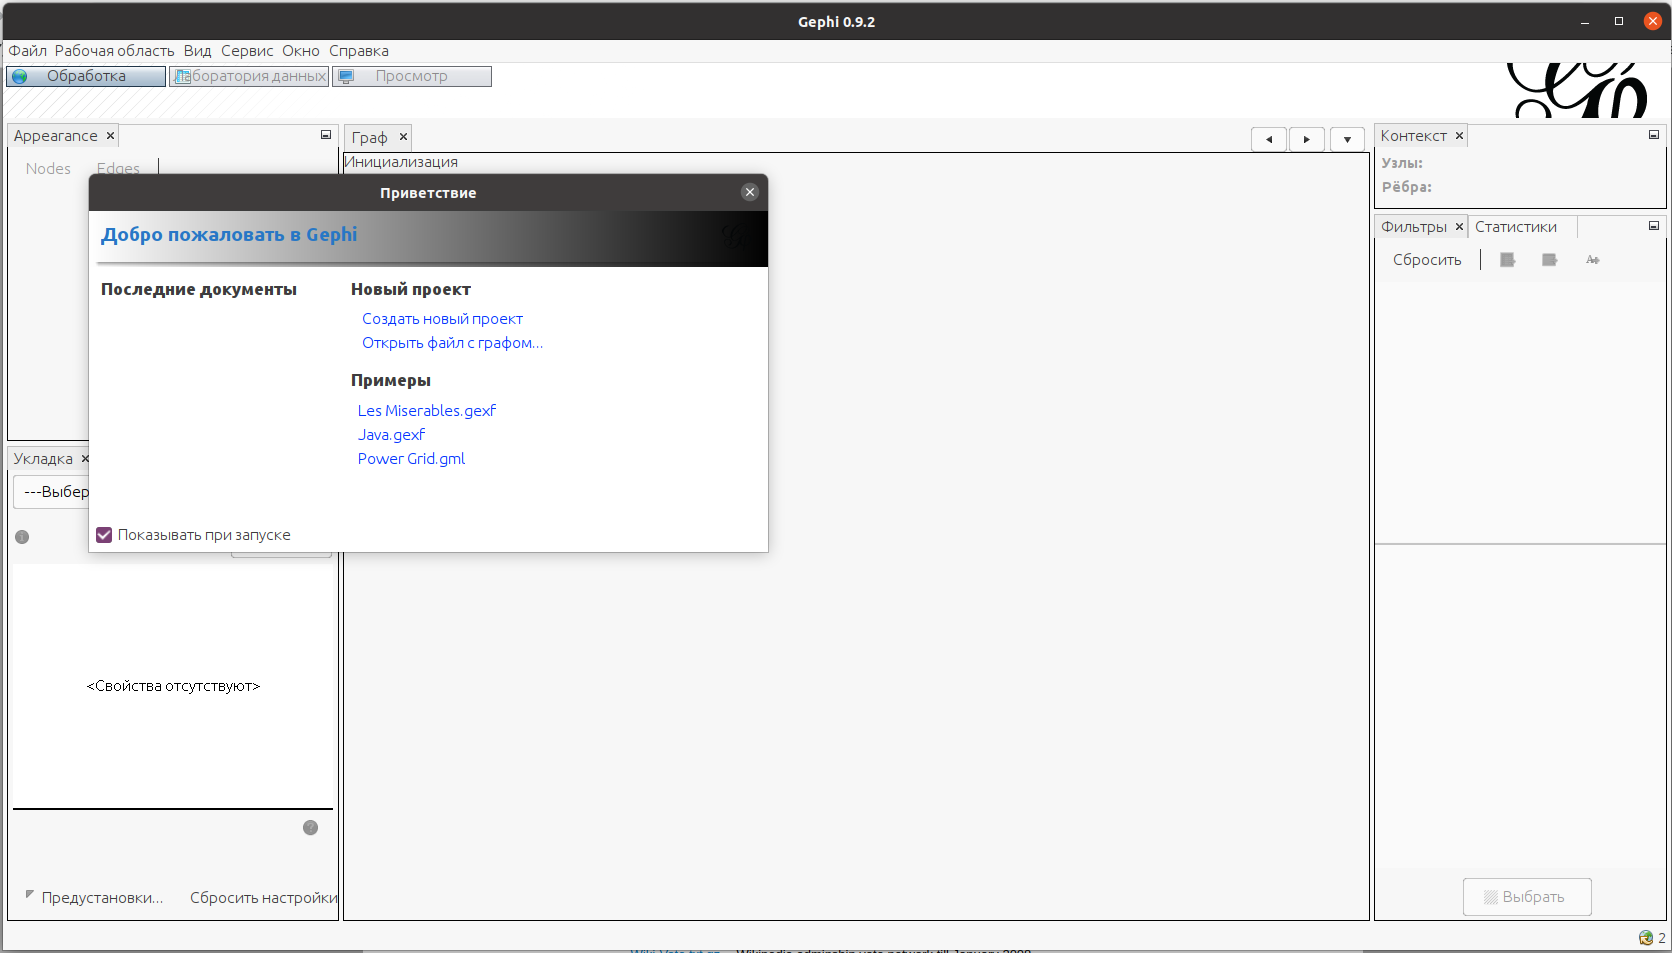 Gephi 0.9.2
Файл Рабочая область Вид Сервис Окно Справка
Обработка
боратория данных
Просмотр
Appearance
Nodes Edges
Граф
Инициализация
Контекст
Узлы:
Рёбра:
Фильтры
Статистики
Сбросить
Приветствие
Добро пожаловать в Gephi
Последние документы
Новый проект
Создать новый проект
Открыть файл с графом...
Примеры
Les Miserables.gexf
Java.gexf
Power Grid.gml
Показывать при запуске
Укладка
---Выбер
<Свойства отсутствуют>
Предустановки...
Сбросить настройки
Выбрать
2